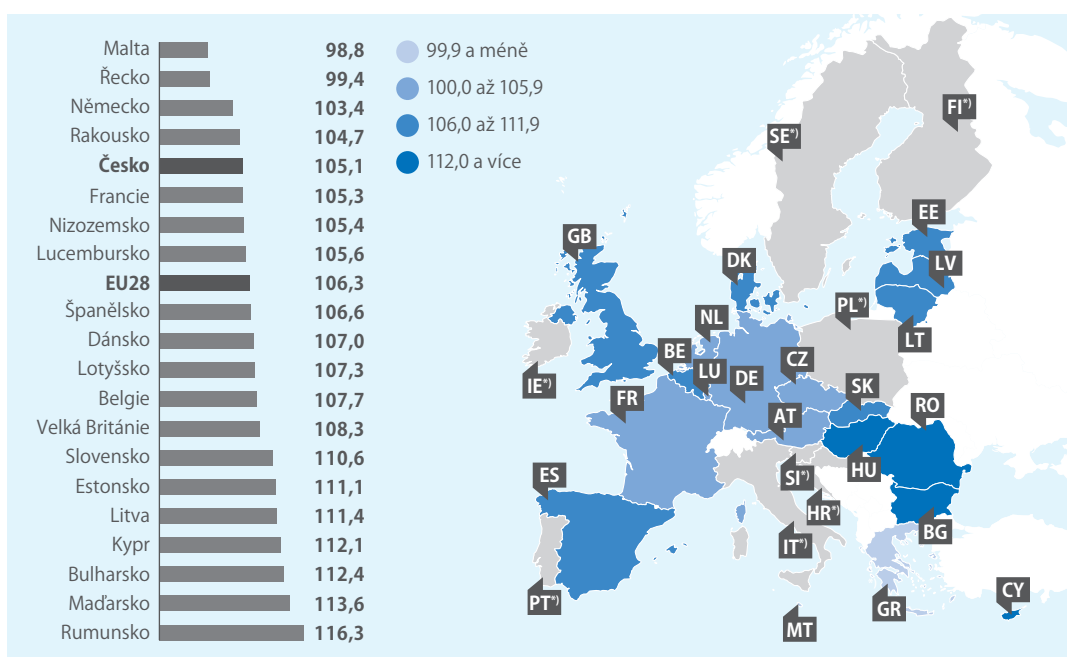 Malta 98,8
Řecko 99,4
Německo 103,4
Rakousko 104,7
Česko 105,1
Francie 105,3
Nizozemsko 105,4
Lucembursko 105,6
EU28 106,3
Španělsko 106,6
Dánsko 107,0
Lotyšsko 107,3
Belgie 107,7
Velká Británie 108,3
Slovensko 110,6
Estonsko 111,1
Litva 111,4
Kypr 112,1
Bulharsko 112,4
Maďarsko 113,6
Rumunsko 116,3
99,9 a méně
100,0 až 105,9
106,0 až 111,9
112,0 a více
FI*)
SE*)
EE
GB
DK
LV
PL*)
NL
LT
BE
LU
CZ
IE*)
DE
SK
FR
RO
AT
ES
SI*)
HU
HR*)
BG
IT*)
PT*)
GR
CY
MT